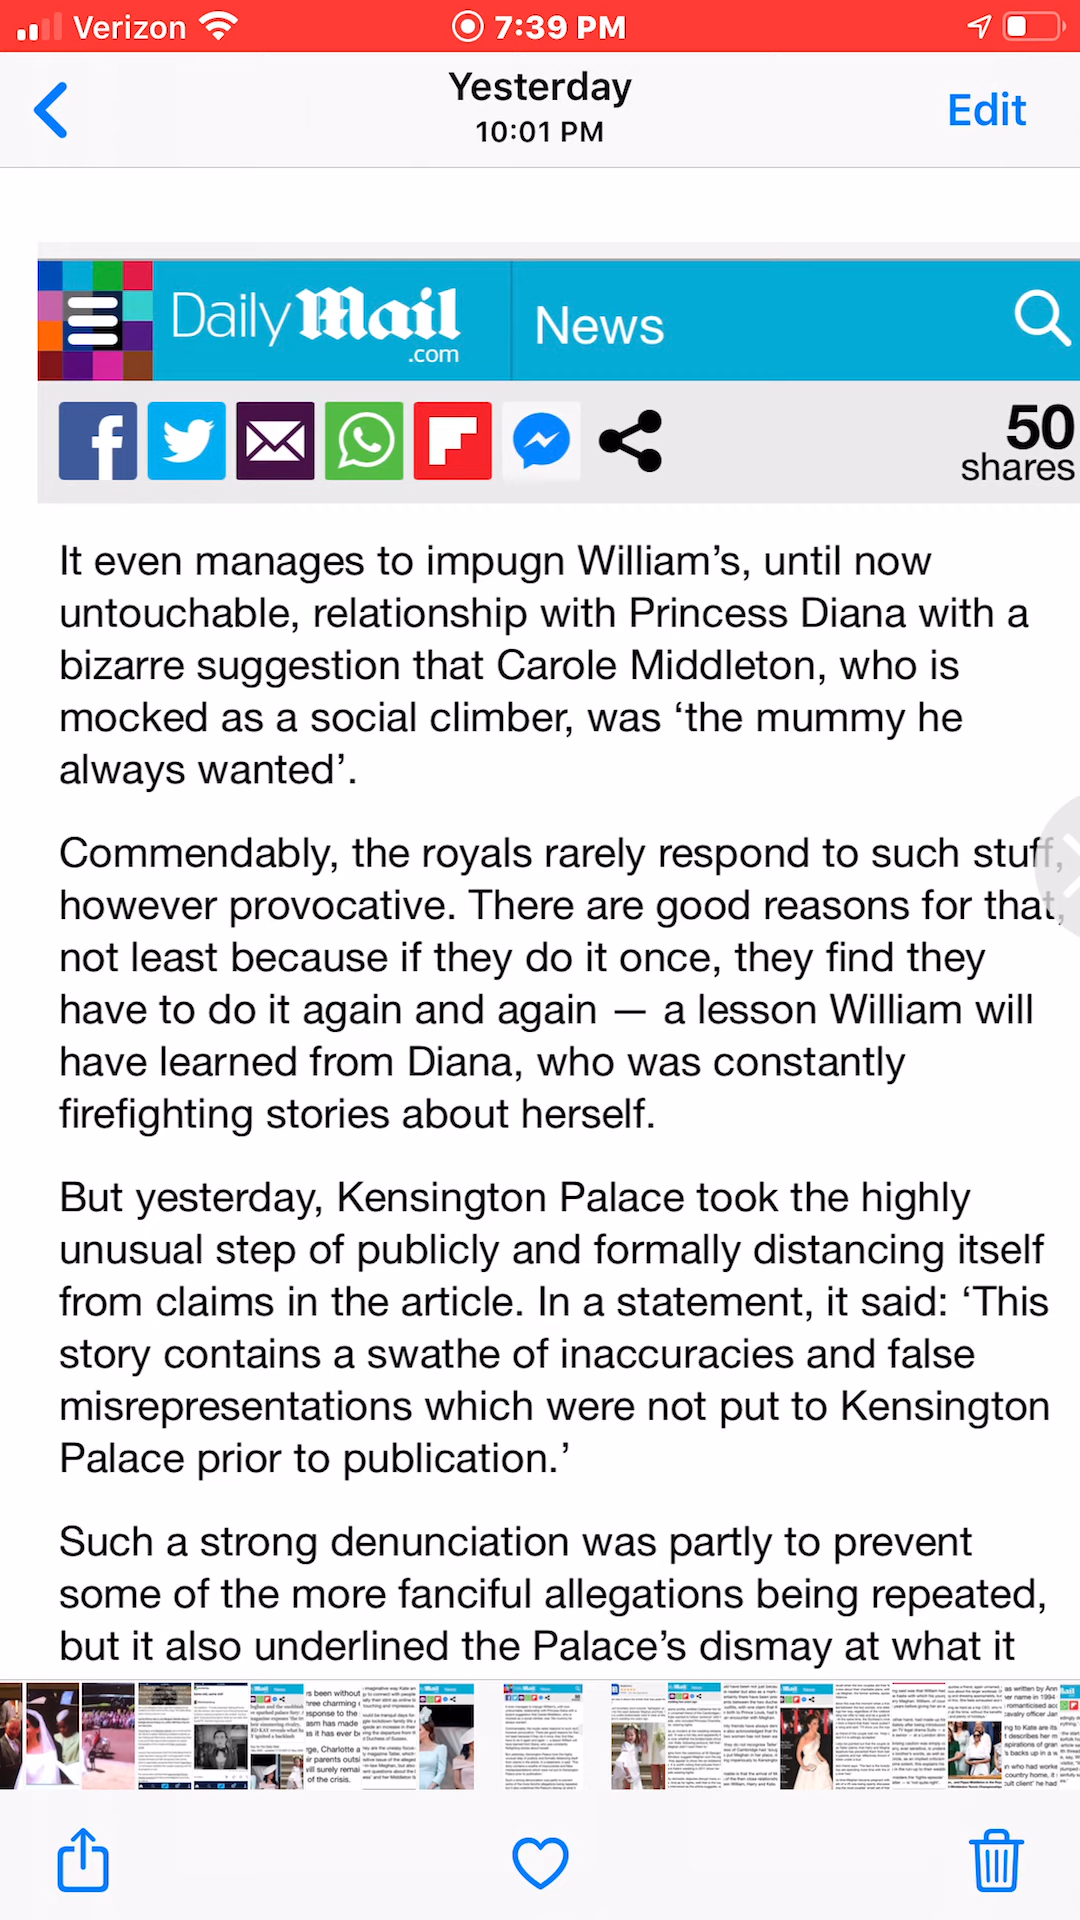 Verizon 7:39 PM
Yesterday
10:01 PM
Edit
Daily Mail .com News
50
shares
It even manages to impugn William’s, until now
untouchable, relationship with Princess Diana with a
bizarre suggestion that Carole Middleton, who is
mocked as a social climber, was ‘the mummy he
always wanted’.
Commendably, the royals rarely respond to such stuff,
however provocative. There are good reasons for that,
not least because if they do it once, they find they
have to do it again and again — a lesson William will
have learned from Diana, who was constantly
firefighting stories about herself.
But yesterday, Kensington Palace took the highly
unusual step of publicly and formally distancing itself
from claims in the article. In a statement, it said: ‘This
story contains a swathe of inaccuracies and false
misrepresentations which were not put to Kensington
Palace prior to publication.’
Such a strong denunciation was partly to prevent
some of the more fanciful allegations being repeated,
but it also underlined the Palace’s dismay at what it